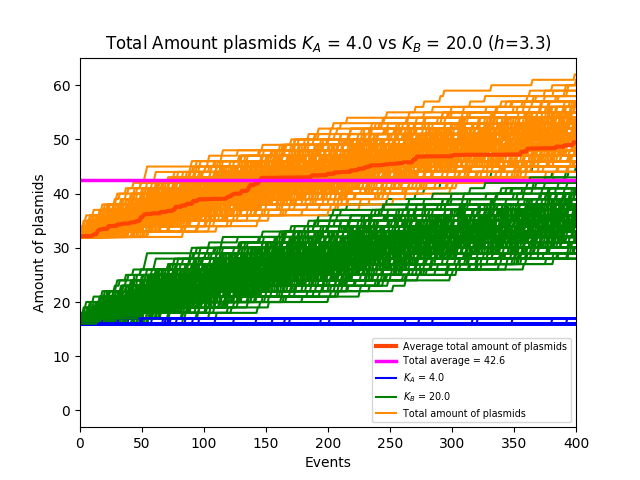 Total Amount plasmids K_A = 4.0 vs K_B = 20.0 (h=3.3)
Amount of plasmids
60
50
40
30
20
10
0
0 50 100 150 200 250 300 350 400
Events
Average total amount of plasmids
Total average = 42.6
K_A = 4.0
K_B = 20.0
Total amount of plasmids